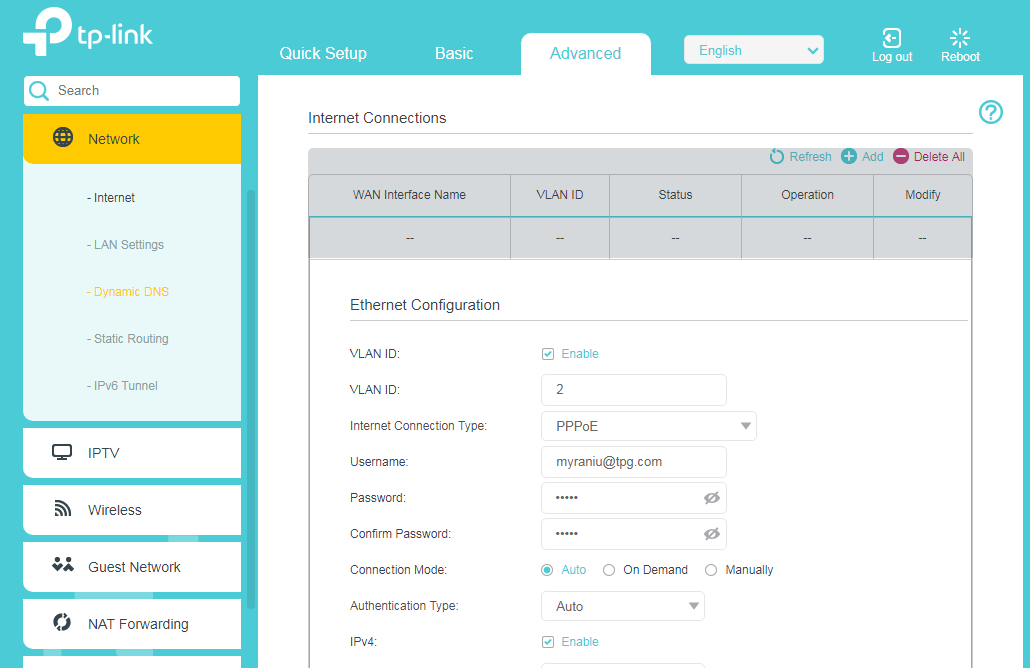 tp-link
Quick Setup Basic Advanced English Log out Reboot
Search
Network
- Internet
- LAN Settings
- Dynamic DNS
- Static Routing
- IPv6 Tunnel
IPTV
Wireless
Guest Network
NAT Forwarding
Internet Connections
?
Refresh Add Delete All
WAN Interface Name VLAN ID Status Operation Modify
-- -- -- -- --
Ethernet Configuration
VLAN ID: Enable
VLAN ID: 2
Internet Connection Type: PPPoE
Username: myraniu@tpg.com
Password: •••••
Confirm Password: •••••
Connection Mode: Auto On Demand Manually
Authentication Type: Auto
IPv4: Enable